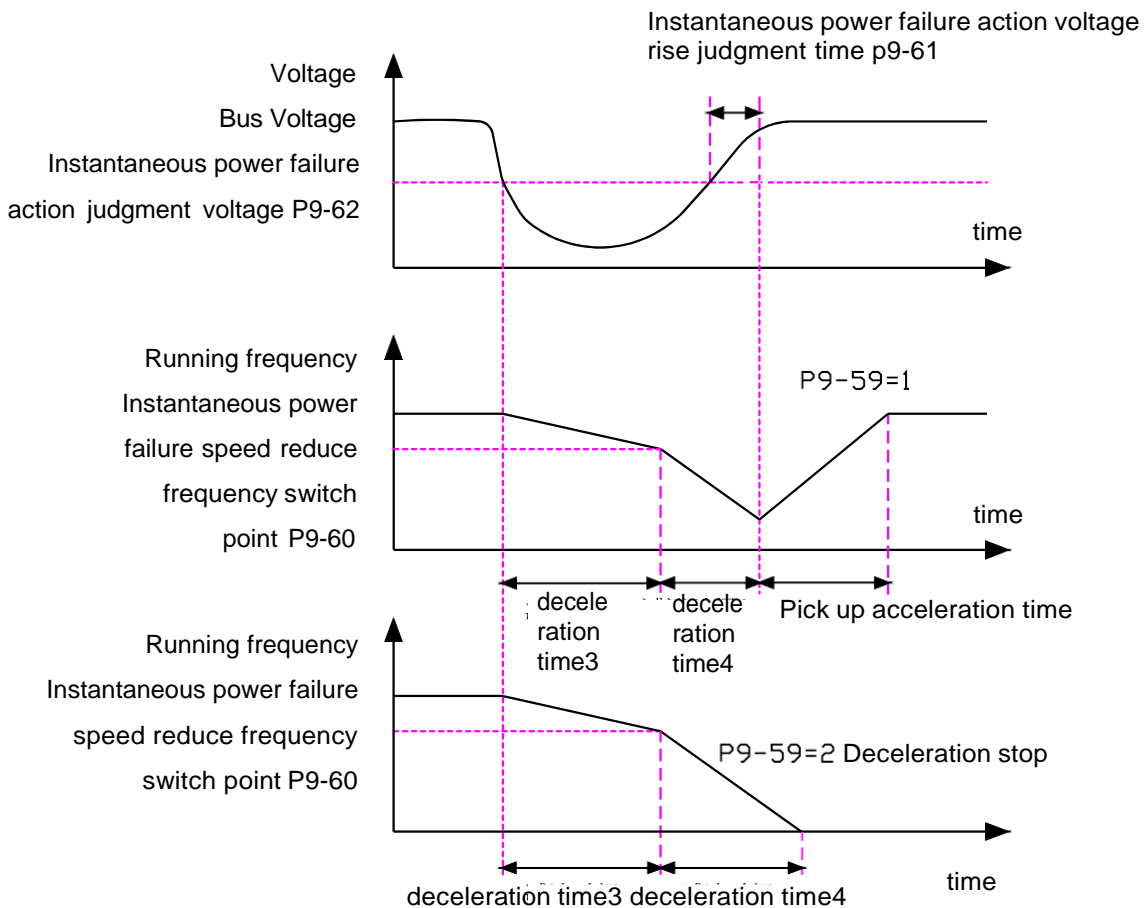 Instantaneous power failure action voltage
rise judgment time p9-61
Voltage
Bus Voltage
Instantaneous power failure
action judgment voltage P9-62
time
Running frequency
Instantaneous power
failure speed reduce
frequency switch
point P9-60
P9-59=1
time
decele
ration
time3
decele
ration
time4
Pick up acceleration time
Running frequency
Instantaneous power failure
speed reduce frequency
switch point P9-60
P9-59=2 Deceleration stop
time
deceleration time3 deceleration time4